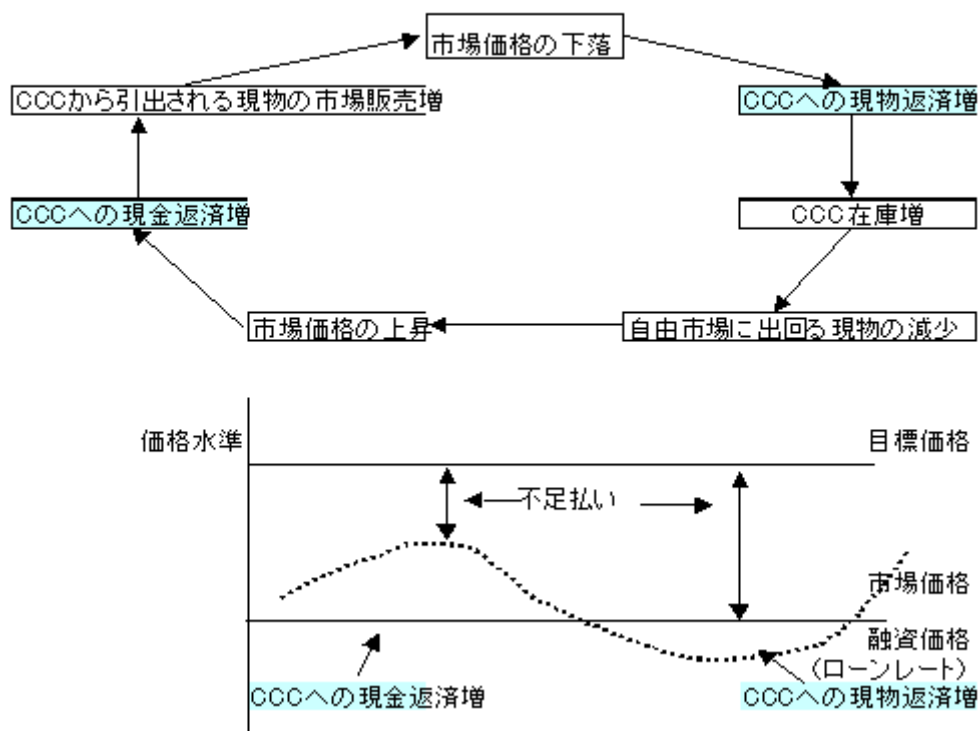 市場価格の下落
CCCから引出される現物の市場販売増
CCCへの現物返済増
CCCへの現金返済増
CCC在庫増
市場価格の上昇
自由市場に出回る現物の減少
価格水準
目標価格
不足払い
市場価格
融資価格
(ローンレート)
CCCへの現金返済増
CCCへの現物返済増